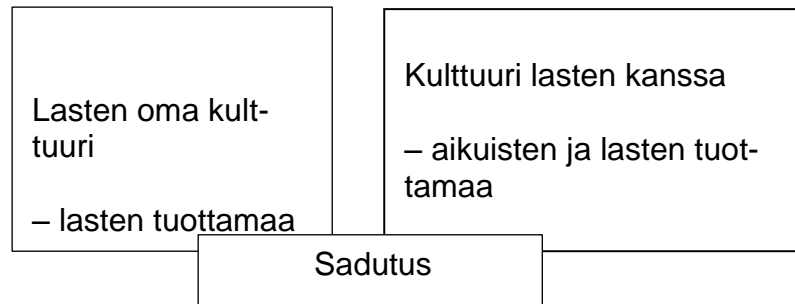 Lasten oma kult-
tuuri
– lasten tuottamaa
Kulttuuri lasten kanssa
– aikuisten ja lasten tuot-
tamaa
Sadutus